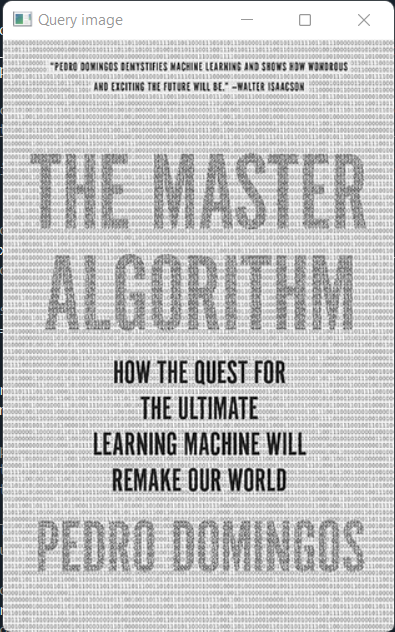 Query image
"PEDRO DOMINGOS DEMYSTIFIES MACHINE LEARNING AND SHOWS HOW WONDROUS
AND EXCITING THE FUTURE WILL BE." –WALTER ISAACSON
THE MASTER
ALGORITHM
HOW THE QUEST FOR
THE ULTIMATE
LEARNING MACHINE WILL
REMAKE OUR WORLD
PEDRO DOMINGOS